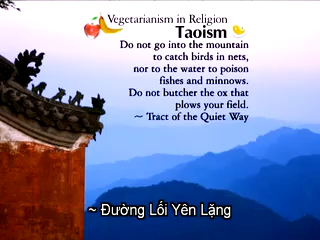 Vegetarianism in Religion
Taoism
Do not go into the mountain
to catch birds in nets,
nor to the water to poison
fishes and minnows.
Do not butcher the ox that
plows your field.
~ Tract of the Quiet Way
~ Đường Lối Yên Lặng